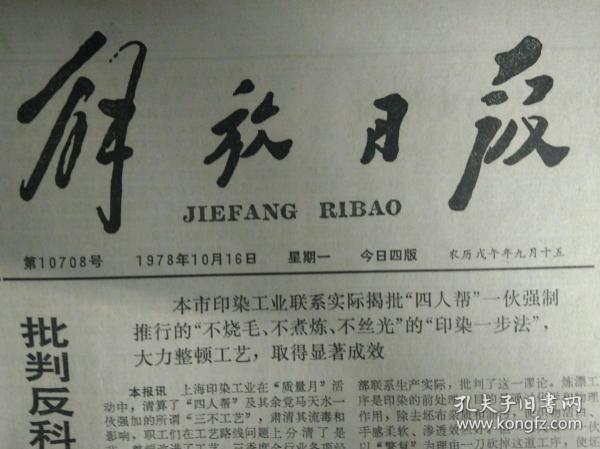 解放日报
JIEFANG RIBAO
第10708号 1978年10月16日 星期一 今日四版 农历戊午年九月十五
批判反科
本市印染工业联系实际揭批“四人帮”一伙强制
推行的“不烧毛、不煮炼、不丝光”的“印染一步法”，
大力整顿工艺，取得显著成效
本报讯 上海印染工业在“质量月”活
动中，清算了“四人帮”及其余党马天水一
伙强加的所谓“三不工艺”，肃清其流毒和
影响，职工们在工艺路线问题上分清了是
部联系生产实际，批判了这一谬论。炼漂工
序是印染的前处理
作用，除去坯布
手感柔软、渗透
以“繁复”为理由一刀砍掉这道工序，使坯
孔夫子旧书网
www.kongfz.com